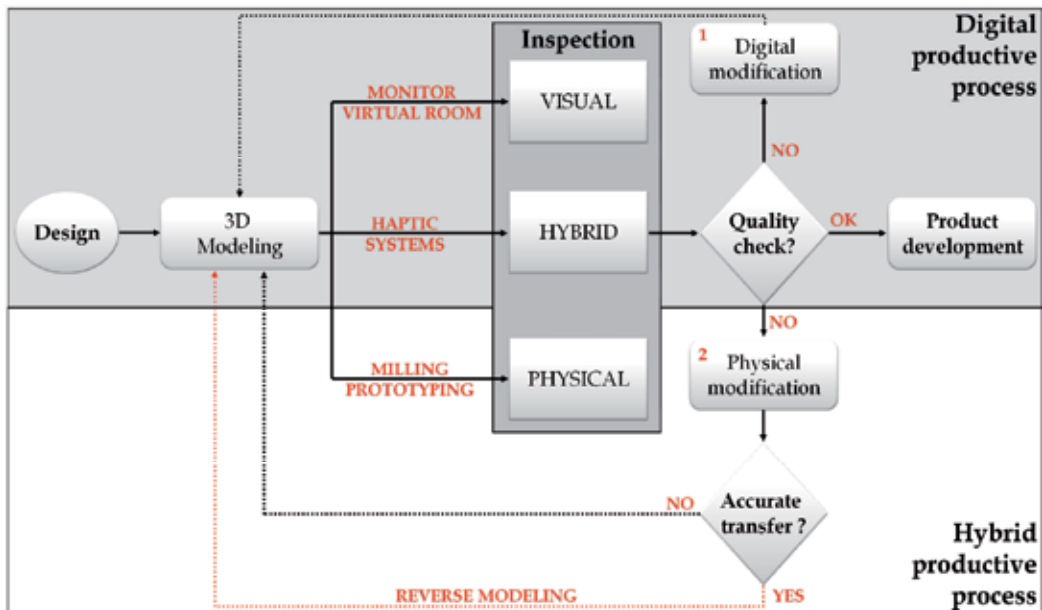 Digital
productive
process
Inspection
1
Digital
modification
MONITOR
VIRTUAL ROOM
VISUAL
NO
Design
3D
Modeling
HAPTIC
SYSTEMS
HYBRID
Quality
check?
OK
Product
development
NO
MILLING
PROTOTYPING
PHYSICAL
2
Physical
modification
NO
Accurate
transfer ?
Hybrid
productive
process
REVERSE MODELING
YES